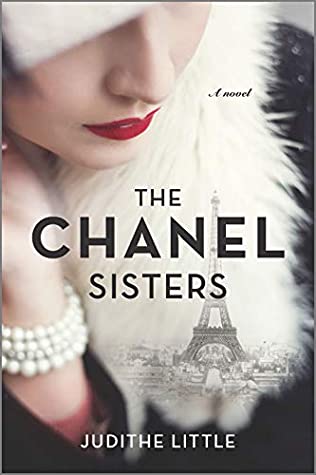 A novel
THE
CHANEL
SISTERS
JUDITHE LITTLE